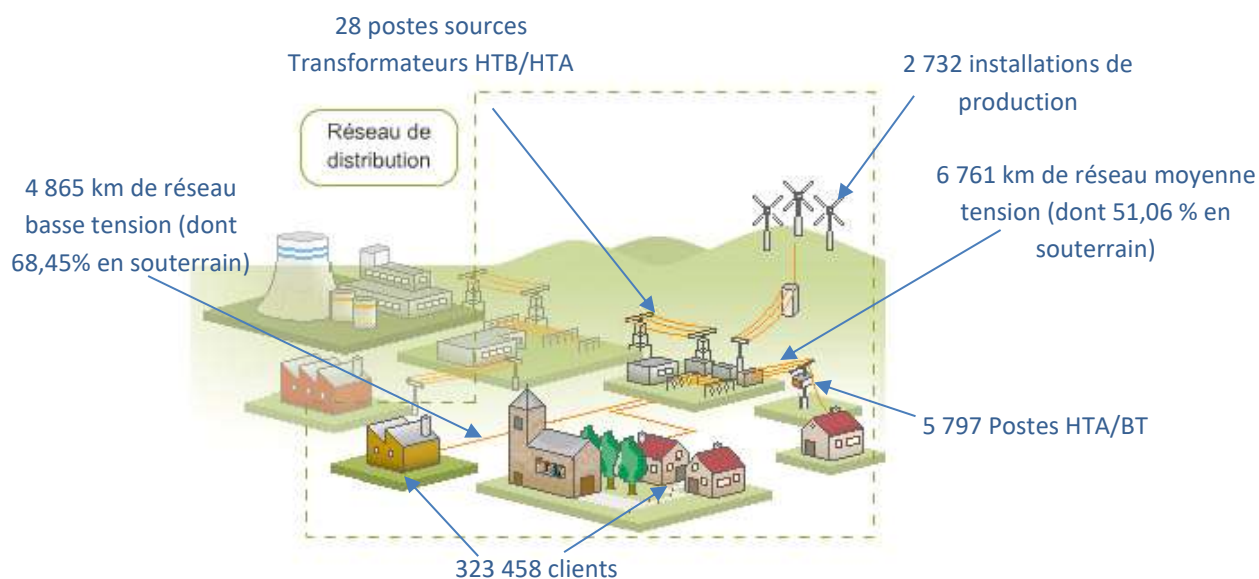 28 postes sources
Transformateurs HTB/HTA
2 732 installations de
production
Réseau de
distribution
4 865 km de réseau
basse tension (dont
68,45% en souterrain)
6 761 km de réseau moyenne
tension (dont 51,06 % en
souterrain)
5 797 Postes HTA/BT
323 458 clients